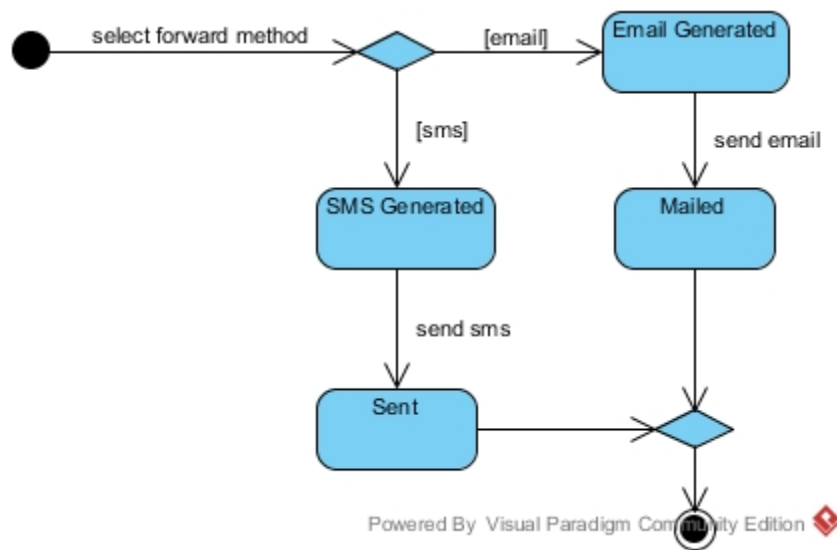 select forward method
[email]
Email Generated
[sms]
send email
SMS Generated
Mailed
send sms
Sent
Powered By Visual Paradigm Community Edition